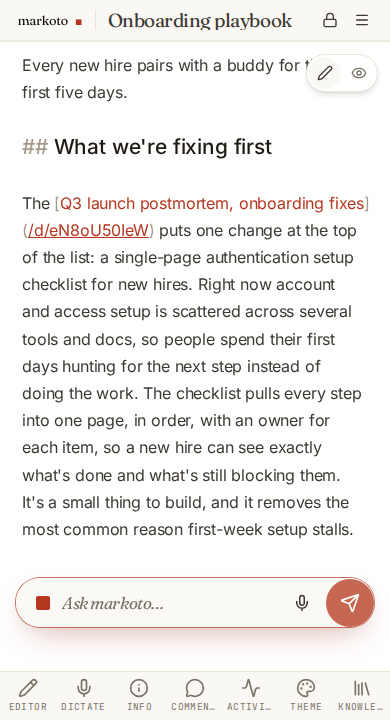 markoto
Onboarding playbook
Every new hire pairs with a buddy for
first five days.
## What we're fixing first
The [Q3 launch postmortem, onboarding fixes]
(/d/eN8oU50IeW) puts one change at the top
of the list: a single-page authentication setup
checklist for new hires. Right now account
and access setup is scattered across several
tools and docs, so people spend their first
days hunting for the next step instead of
doing the work. The checklist pulls every step
into one page, in order, with an owner for
each item, so a new hire can see exactly
what's done and what's still blocking them.
It's a small thing to build, and it removes the
most common reason first-week setup stalls.
Ask markoto...
EDITOR
DICTATE
INFO
COMMEN…
ACTIVI…
THEME
KNOWLE…